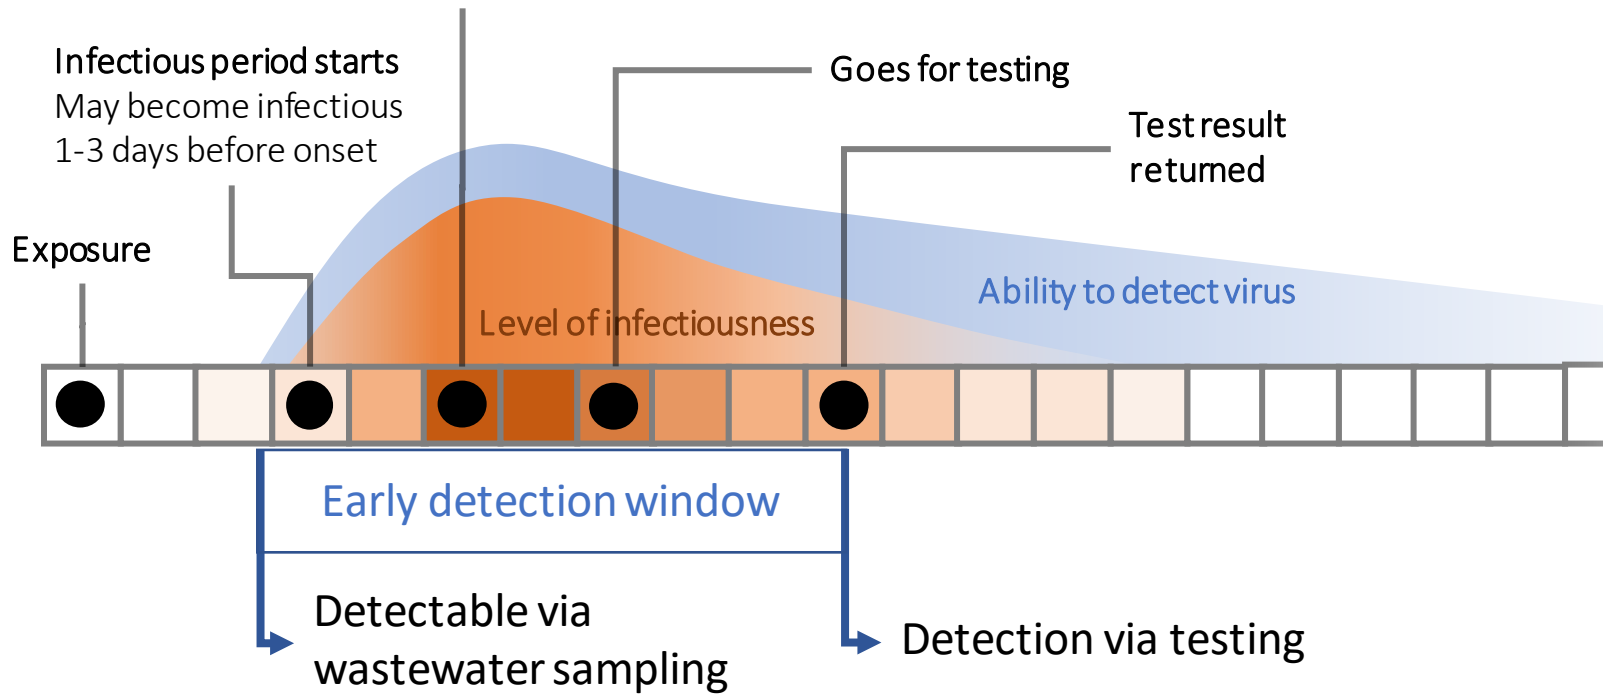 Infectious period starts
May become infectious
1-3 days before onset
Goes for testing
Test result
returned
Exposure
Ability to detect virus
Level of infectiousness
Early detection window
Detectable via
wastewater sampling
Detection via testing